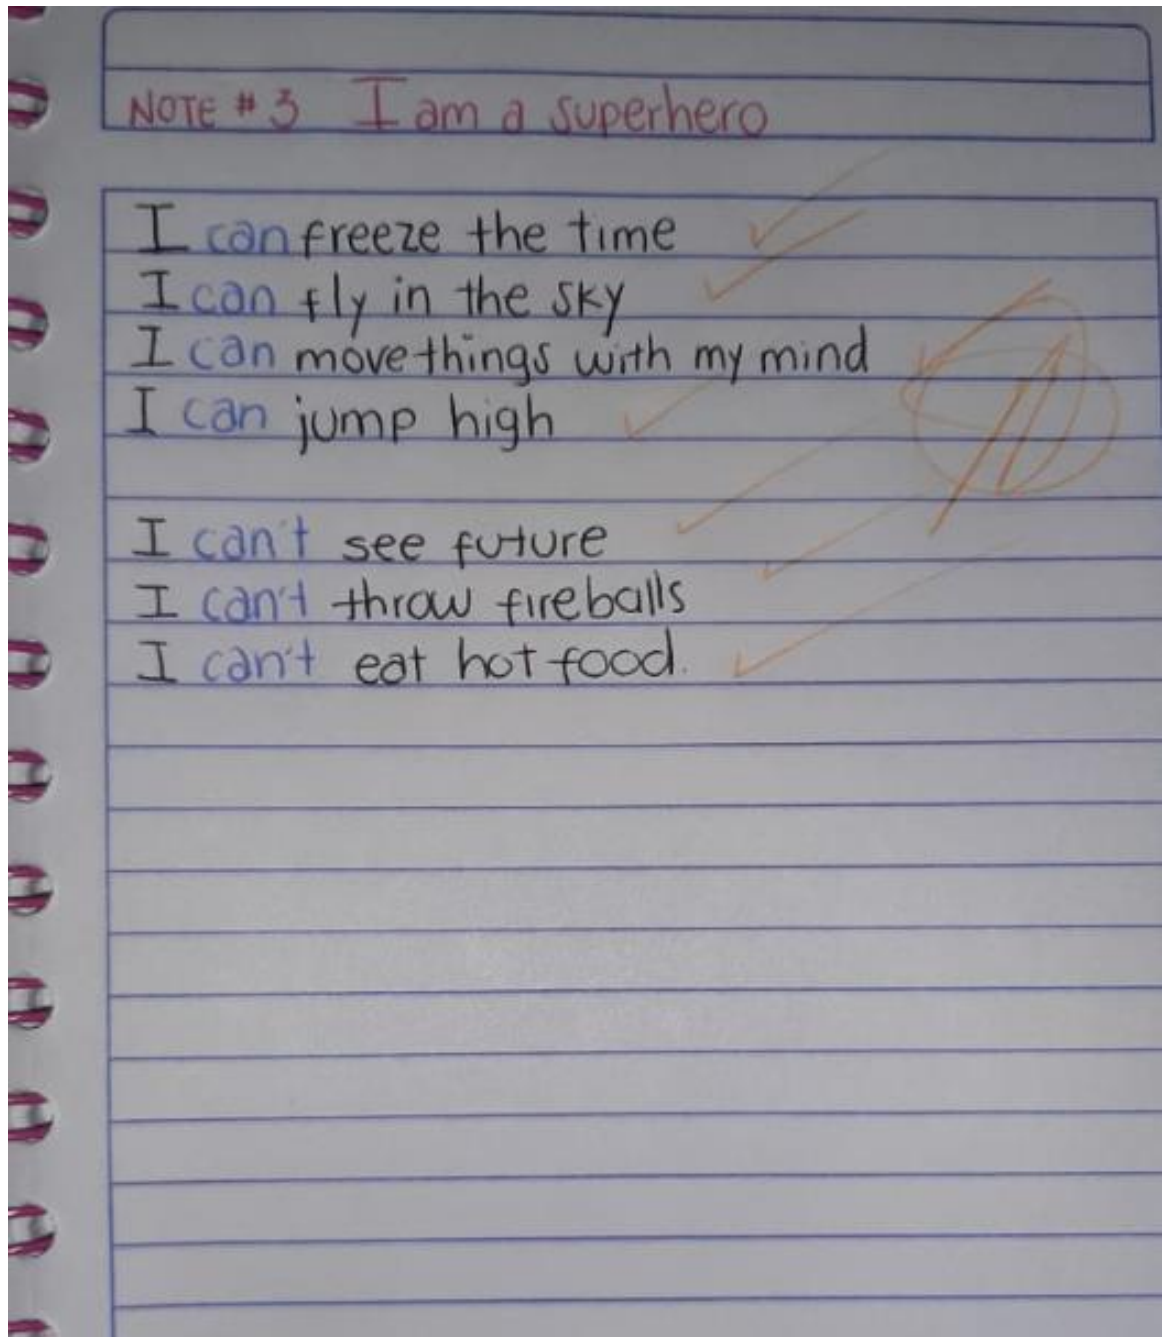 NOTE # 3 I am a superhero
I can freeze the time
I can fly in the sky
I can move things with my mind
I can jump high
I can't see future
I can't throw fireballs
I can't eat hot food.